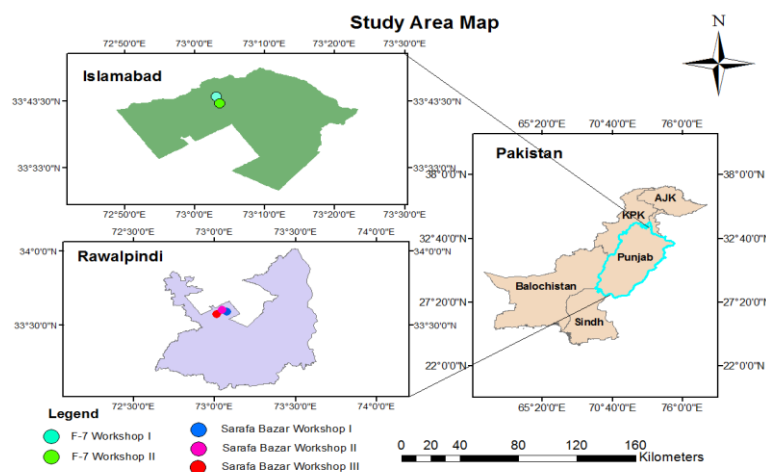 Study Area Map
N
72°50'0"E 73°0'0"E 73°10'0"E 73°20'0"E 73°30'0"E
Islamabad
33°43'30"N 33°43'30"N
33°33'0"N 33°33'0"N
72°50'0"E 73°0'0"E 73°10'0"E 73°20'0"E 73°30'0"E
72°30'0"E 73°0'0"E 73°30'0"E 74°0'0"E
Rawalpindi
34°0'0"N 34°0'0"N
33°30'0"N 33°30'0"N
72°30'0"E 73°0'0"E 73°30'0"E 74°0'0"E
65°20'0"E 70°40'0"E 76°0'0"E
Pakistan
38°0'0"N 38°0'0"N
AJK
KPK
32°40'0"N 32°40'0"N
Punjab
Balochistan
27°20'0"N 27°20'0"N
Sindh
22°0'0"N 22°0'0"N
65°20'0"E 70°40'0"E 76°0'0"E
Legend
F-7 Workshop I
F-7 Workshop II
Sarafa Bazar Workshop I
Sarafa Bazar Workshop II
Sarafa Bazar Workshop III
0 10 20 40 80 120 160
Kilometers